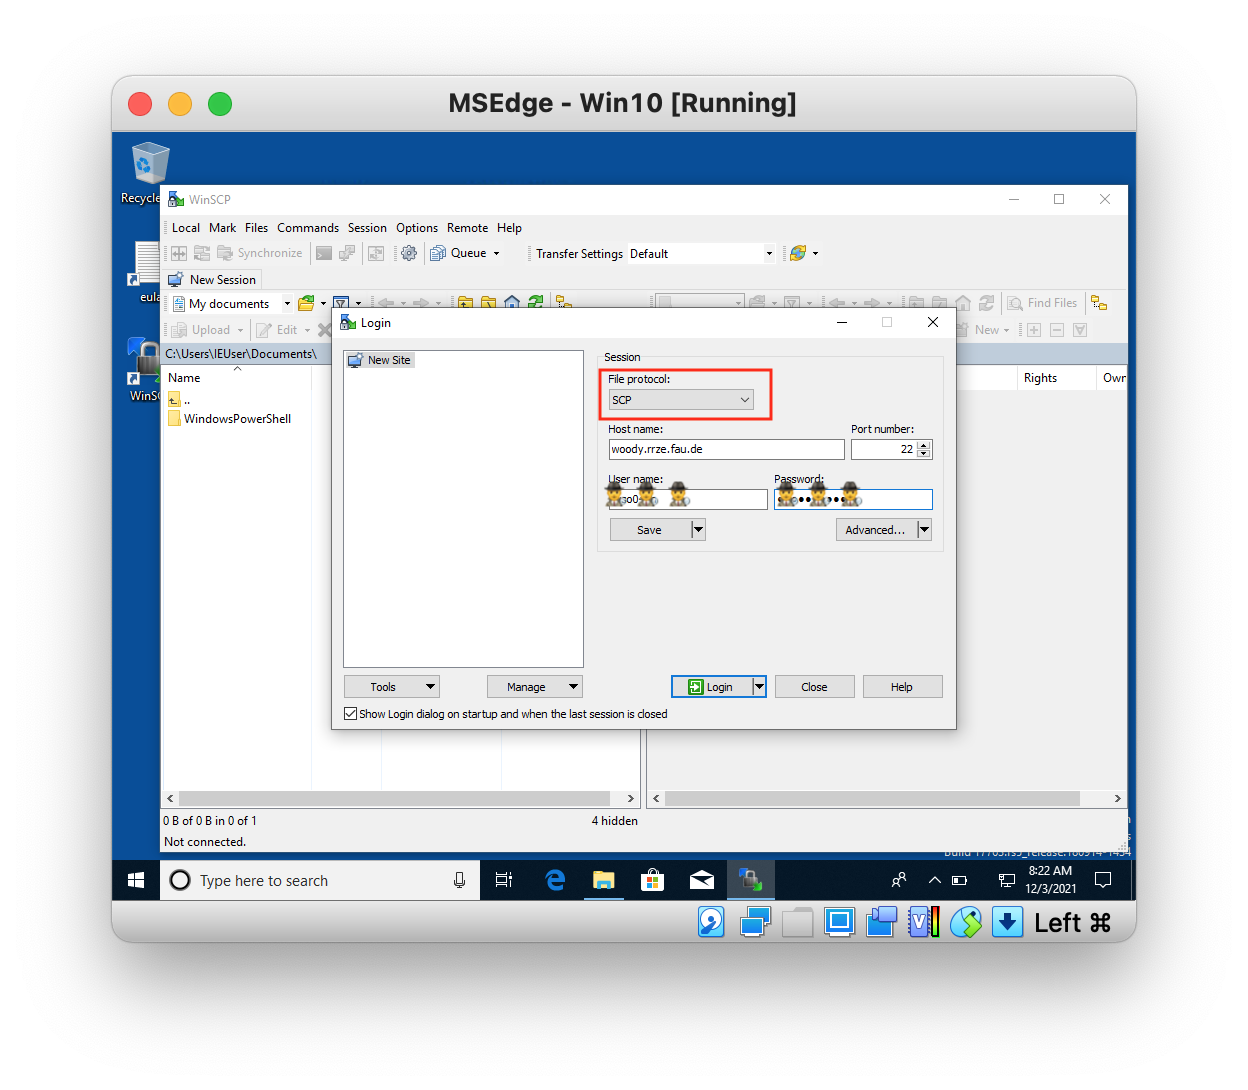 MSEdge - Win10 [Running]
Recycle
WinSCP
Local Mark Files Commands Session Options Remote Help
Synchronize
Queue
Transfer Settings Default
New Session
eula
My documents
Find Files
Upload
Edit
New
C:\Users\IEUser\Documents\
Name
Rights
Own
..
WindowsPowerShell
WinSC
Login
New Site
Session
File protocol:
SCP
Host name:
Port number:
woody.rrze.fau.de
22
User name:
Password:
Save
Advanced...
Tools
Manage
Login
Close
Help
Show Login dialog on startup and when the last session is closed
0 B of 0 B in 0 of 1
4 hidden
Not connected.
Type here to search
8:22 AM
12/3/2021
Left ⌘